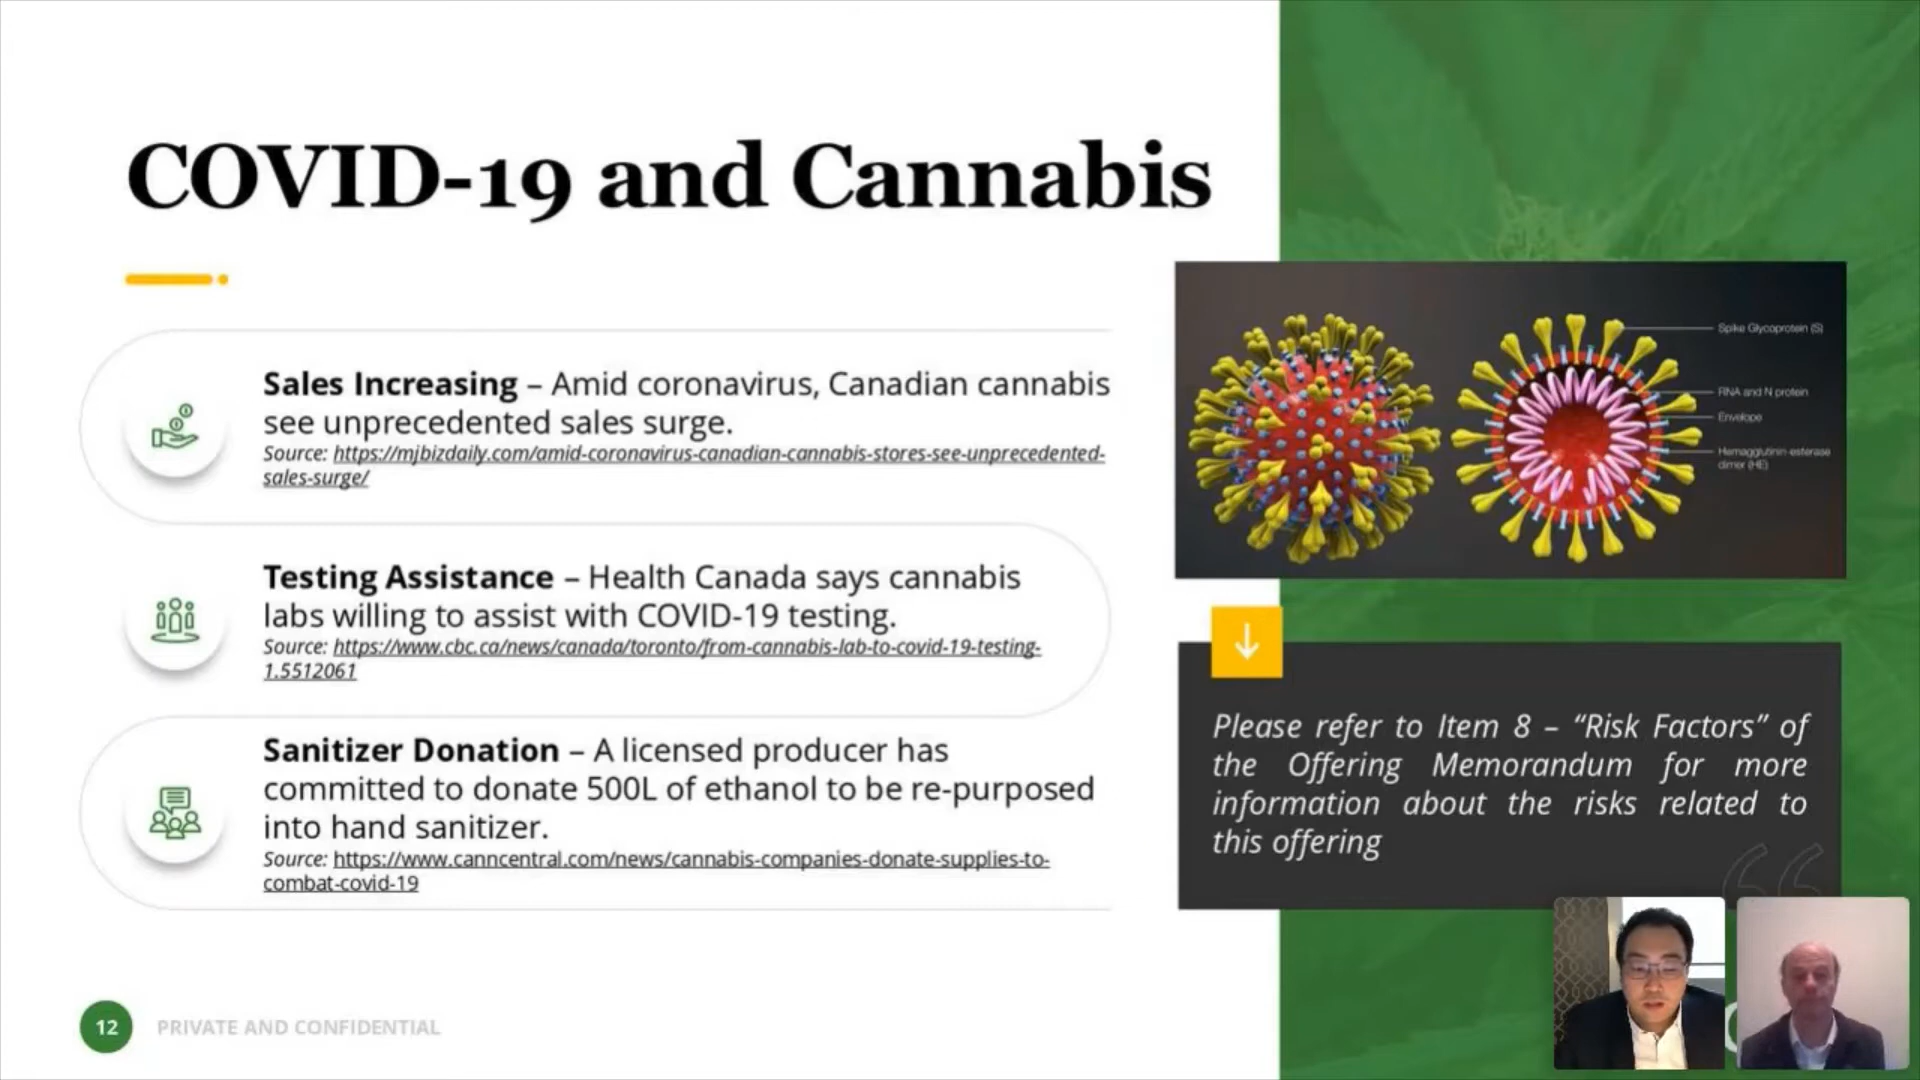 COVID-19 and Cannabis
Sales Increasing – Amid coronavirus, Canadian cannabis
see unprecedented sales surge.
Source: https://mjbizdaily.com/amid-coronavirus-canadian-cannabis-stores-see-unprecedented-
sales-surge/
Testing Assistance – Health Canada says cannabis
labs willing to assist with COVID-19 testing.
Source: https://www.cbc.ca/news/canada/toronto/from-cannabis-lab-to-covid-19-testing-
1.5512061
Sanitizer Donation – A licensed producer has
committed to donate 500L of ethanol to be re-purposed
into hand sanitizer.
Source: https://www.canncentral.com/news/cannabis-companies-donate-supplies-to-
combat-covid-19
Spike Glycoprotein (S)
RNA and N protein
Envelope
Hemagglutinin-esterase
dimer (HE)
Please refer to Item 8 – “Risk Factors” of
the Offering Memorandum for more
information about the risks related to
this offering
12 PRIVATE AND CONFIDENTIAL